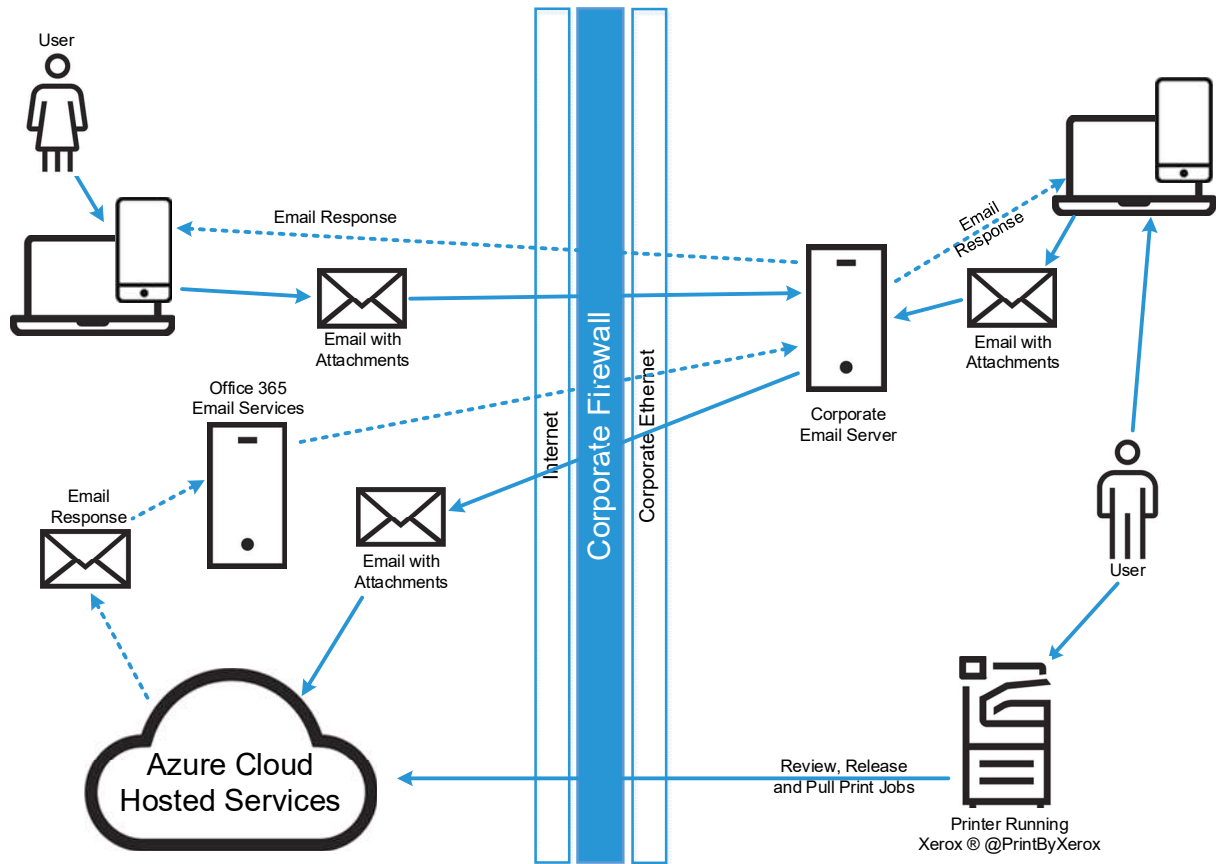 User
Email Response
Email
Response
Email with
Attachments
Email with
Attachments
Office 365
Email Services
Corporate
Email Server
Internet
Corporate Firewall
Corporate Ethernet
Email
Response
Email with
Attachments
User
Azure Cloud
Hosted Services
Review, Release
and Pull Print Jobs
Printer Running
Xerox ® @PrintByXerox